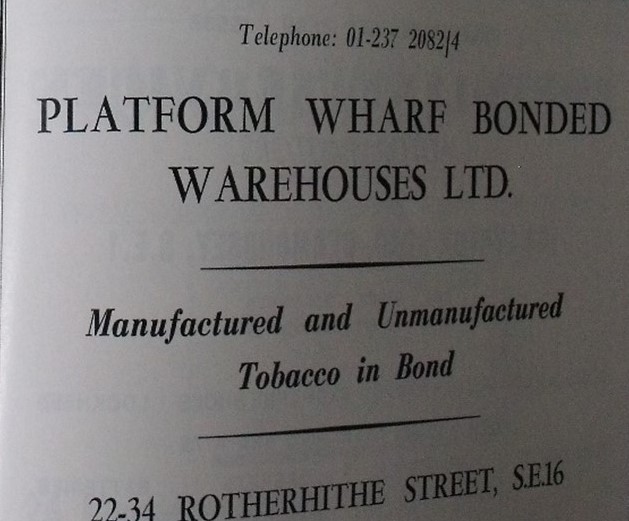 Telephone: 01-237 2082/4
PLATFORM WHARF BONDED
WAREHOUSES LTD.
Manufactured and Unmanufactured
Tobacco in Bond
22-34 ROTHERHITHE STREET, S.E.16